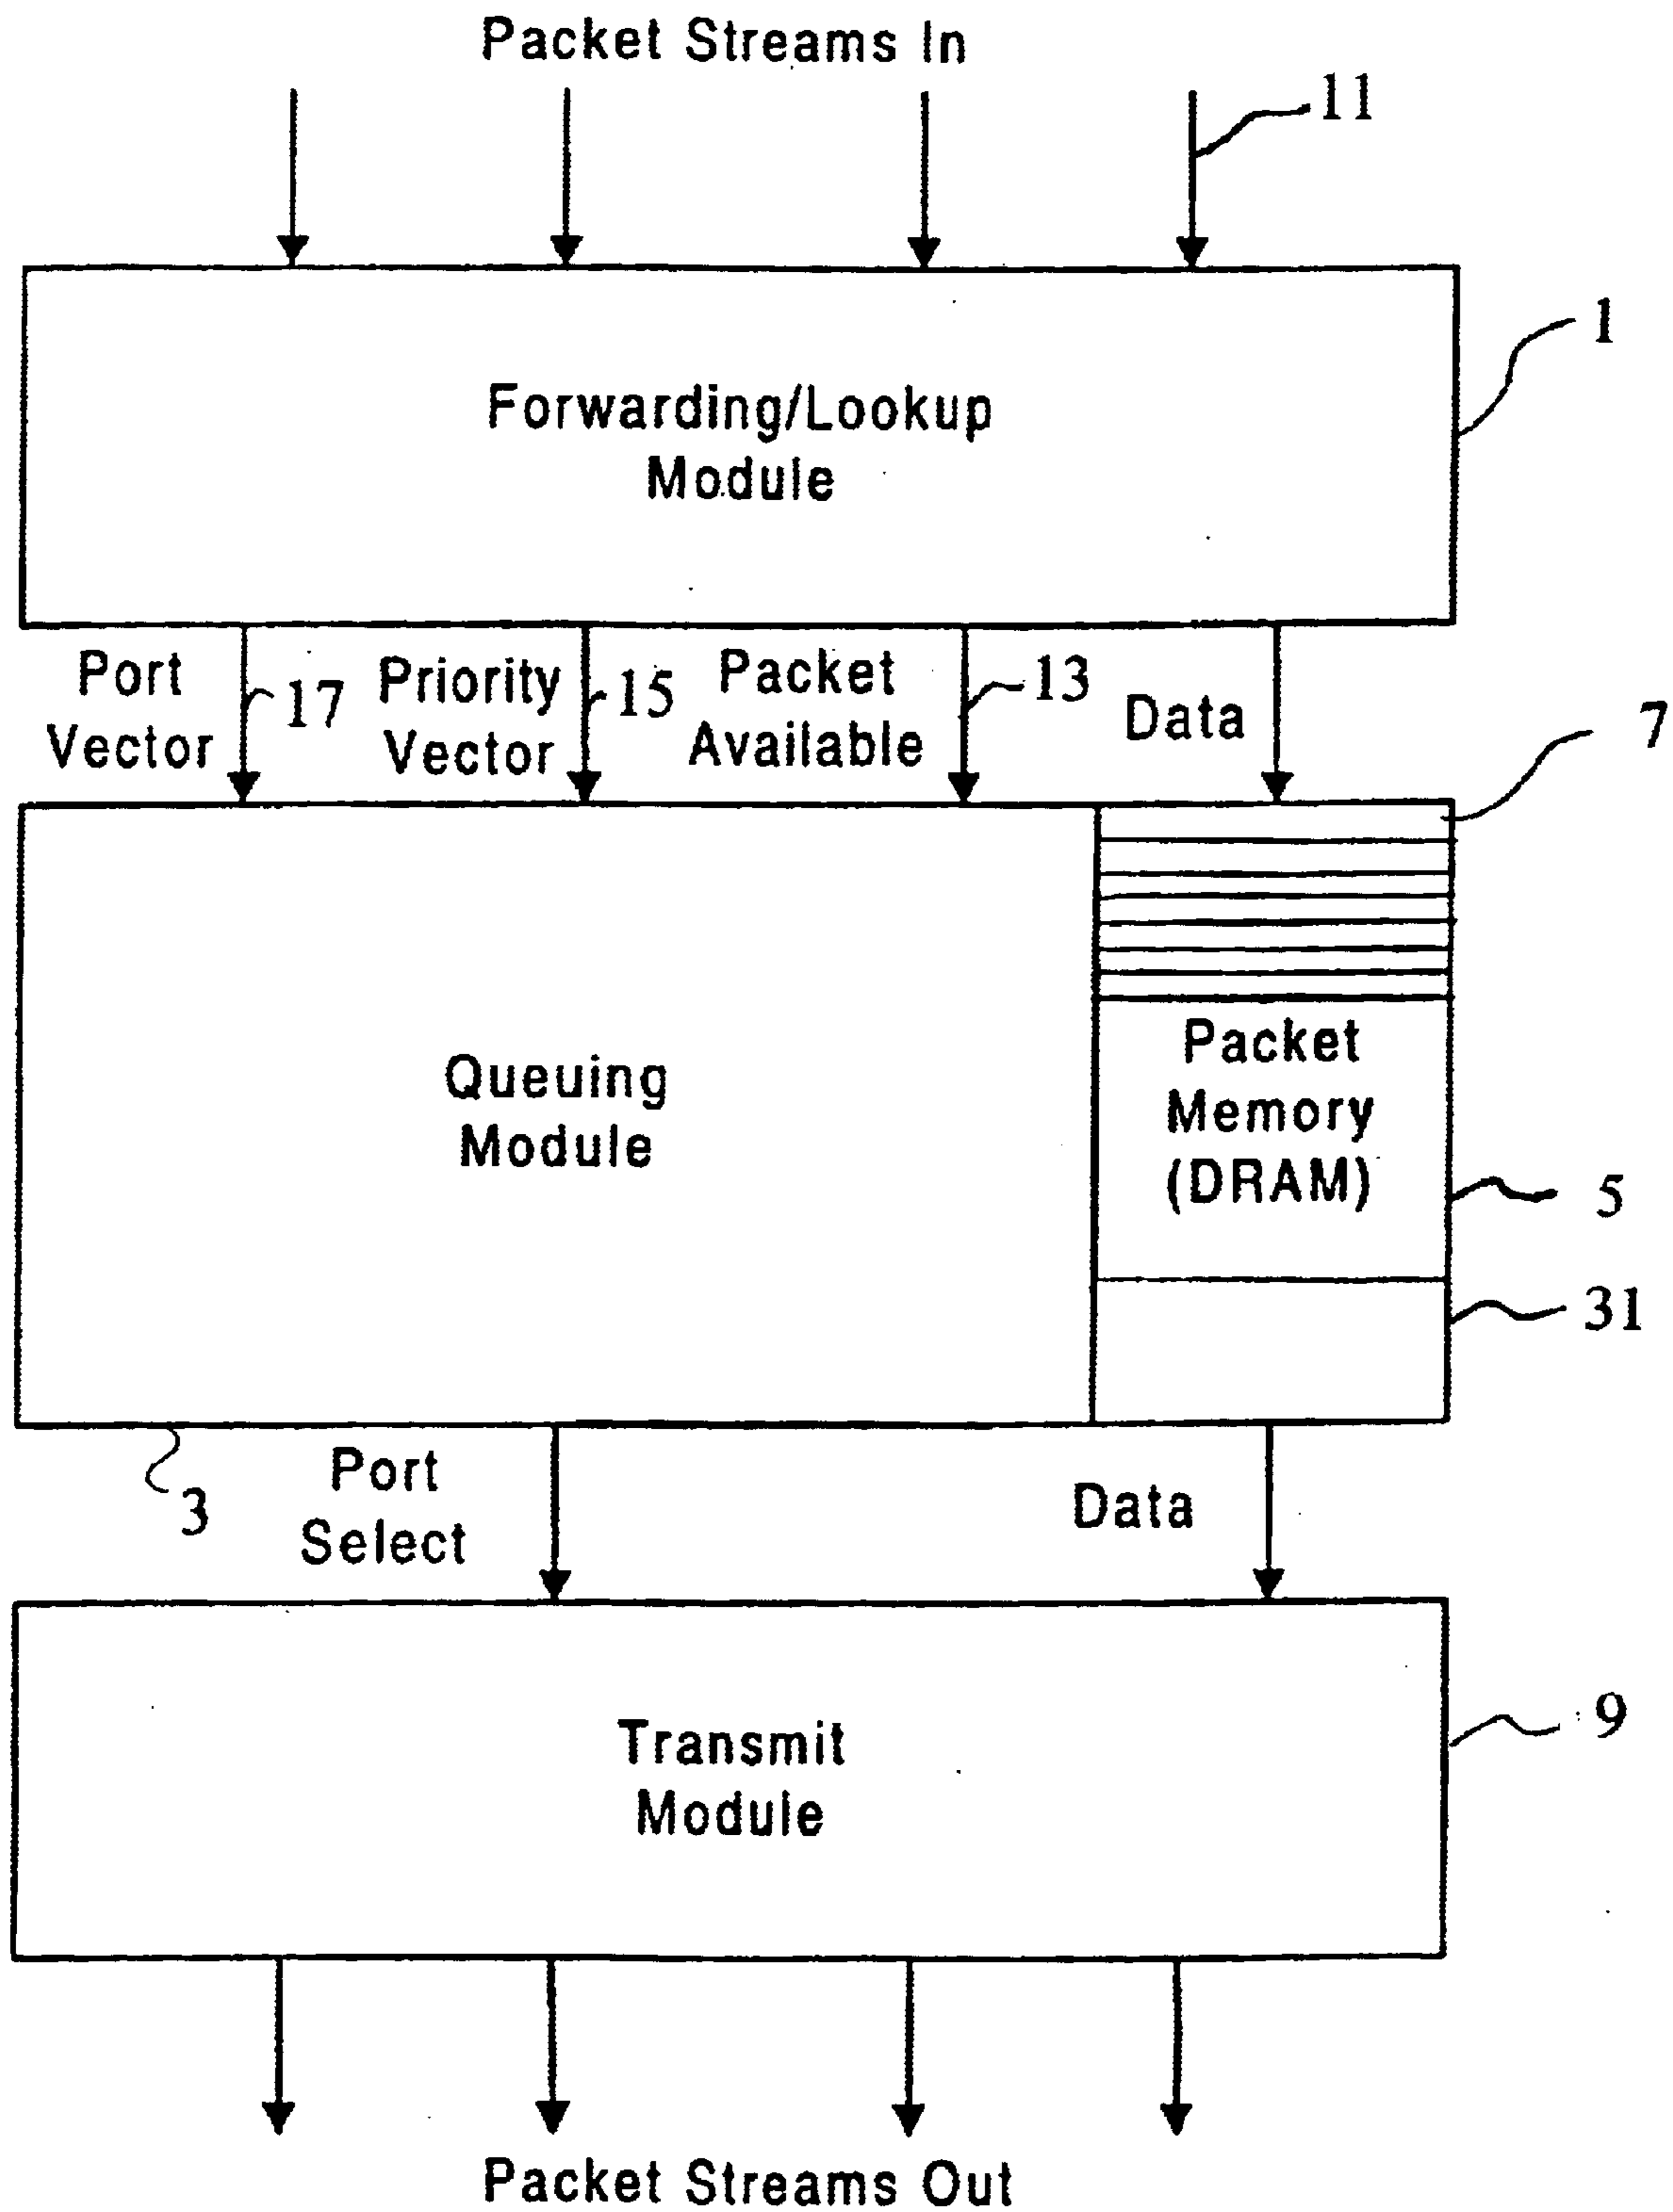 Packet Streams In
11
1
Forwarding/Lookup
Module
Port
Vector
17
Priority
Vector
15
Packet
Available
13
Data
7
Queuing
Module
Packet
Memory
(DRAM)
5
31
3
Port
Select
Data
Transmit
Module
9
Packet Streams Out